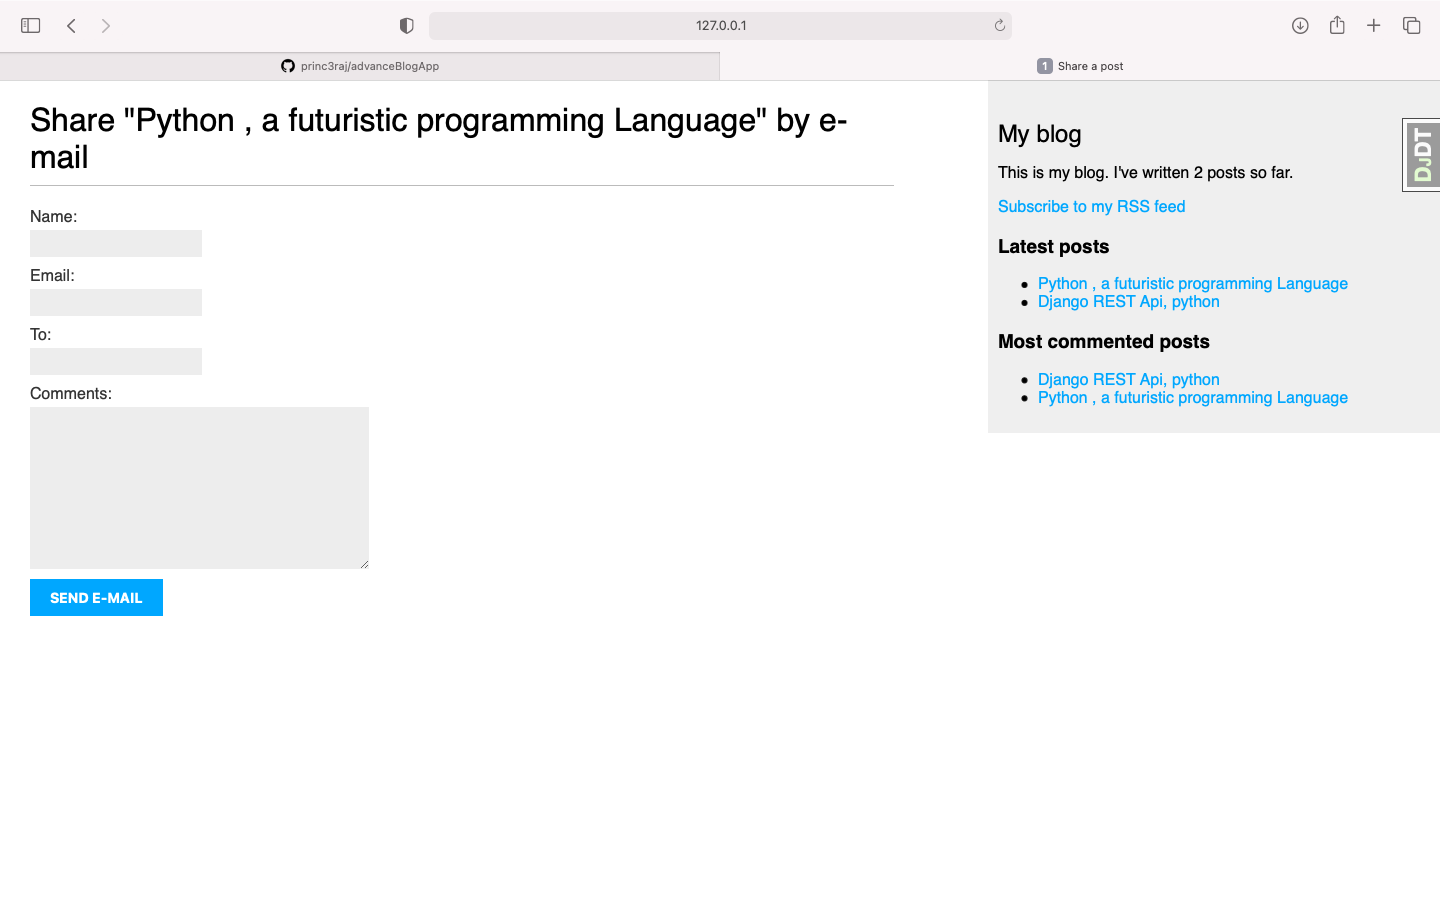 127.0.0.1
princ3raj/advanceBlogApp
1 Share a post
Share "Python , a futuristic programming Language" by e-
mail
Name:
Email:
To:
Comments:
SEND E-MAIL
My blog
This is my blog. I've written 2 posts so far.
Subscribe to my RSS feed
Latest posts
Python , a futuristic programming Language
Django REST Api, python
Most commented posts
Django REST Api, python
Python , a futuristic programming Language
DJDT